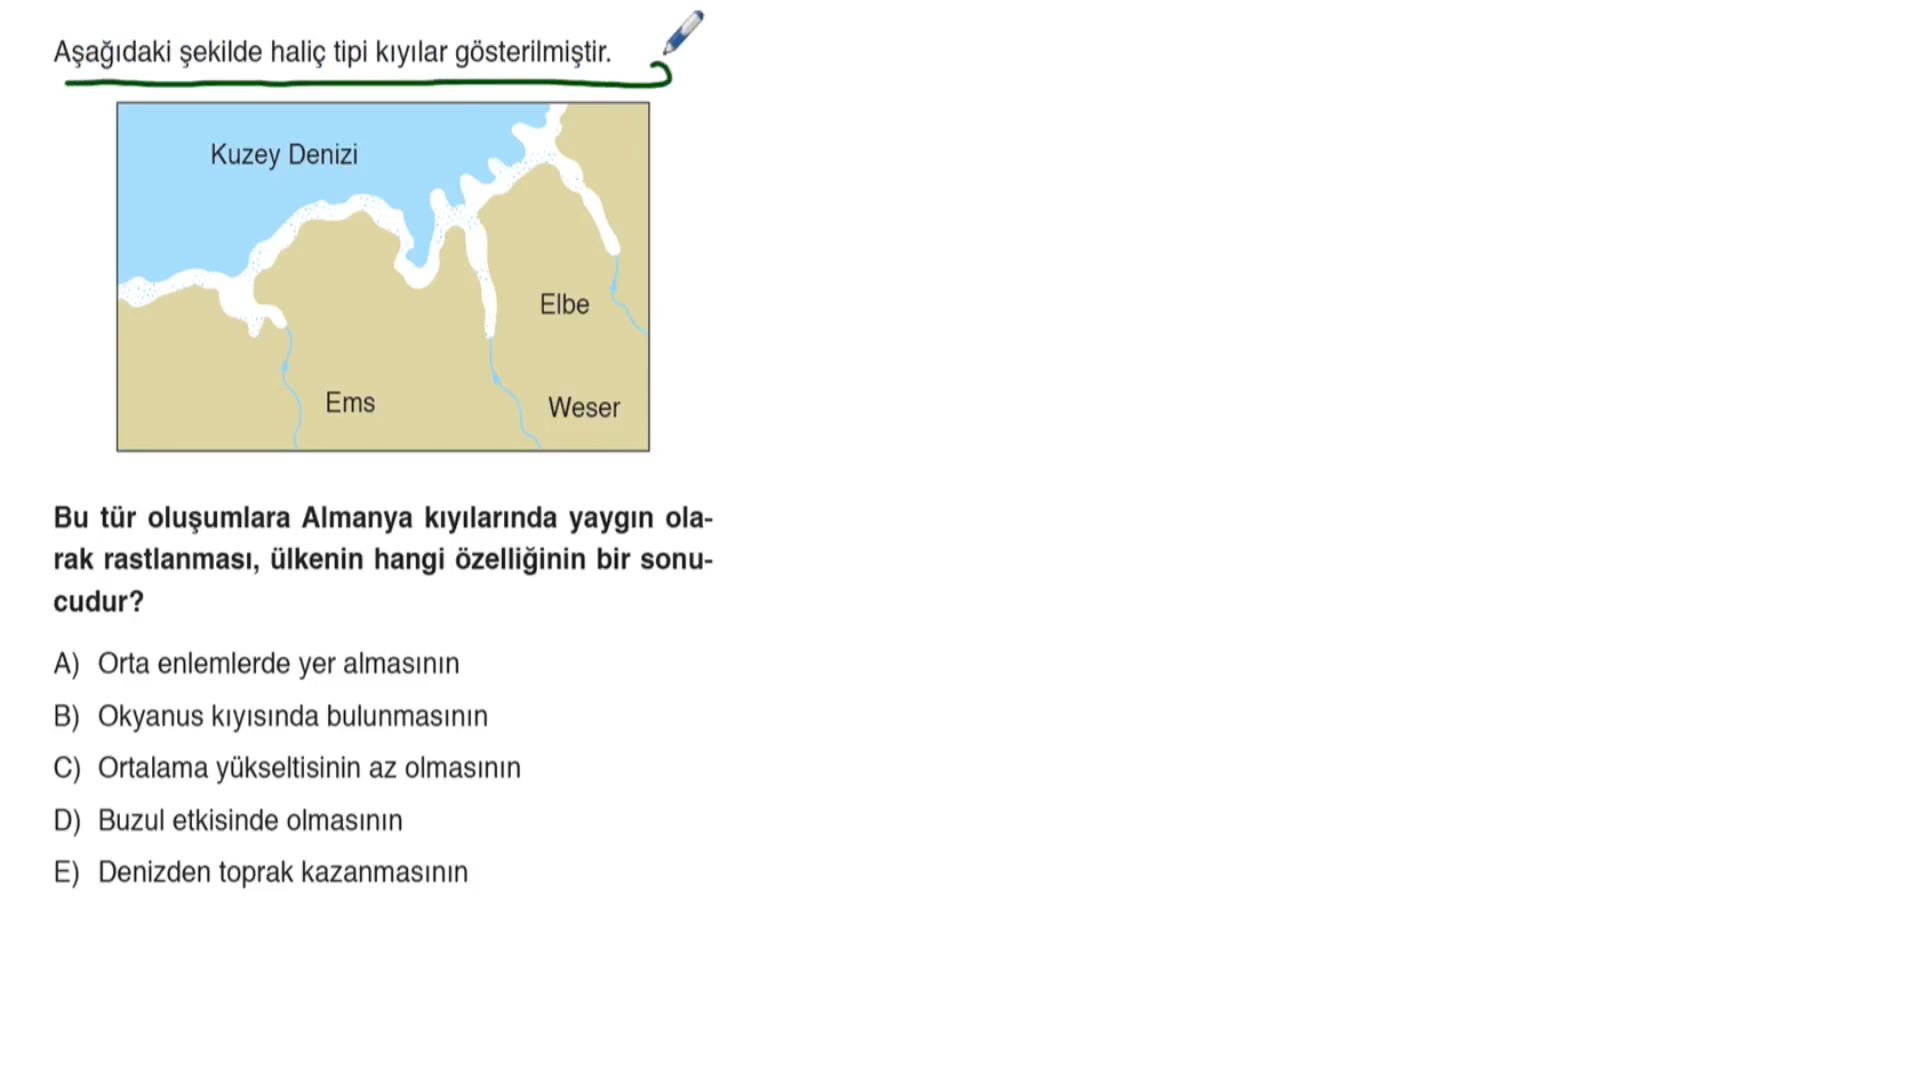 Aşağıdaki şekilde haliç tipi kıyılar gösterilmiştir.
Kuzey Denizi
Elbe
Ems
Weser
Bu tür oluşumlara Almanya kıyılarında yaygın ola-
rak rastlanması, ülkenin hangi özelliğinin bir sonu-
cudur?
A) Orta enlemlerde yer almasının
B) Okyanus kıyısında bulunmasının
C) Ortalama yükseltisinin az olmasının
D) Buzul etkisinde olmasının
E) Denizden toprak kazanmasının